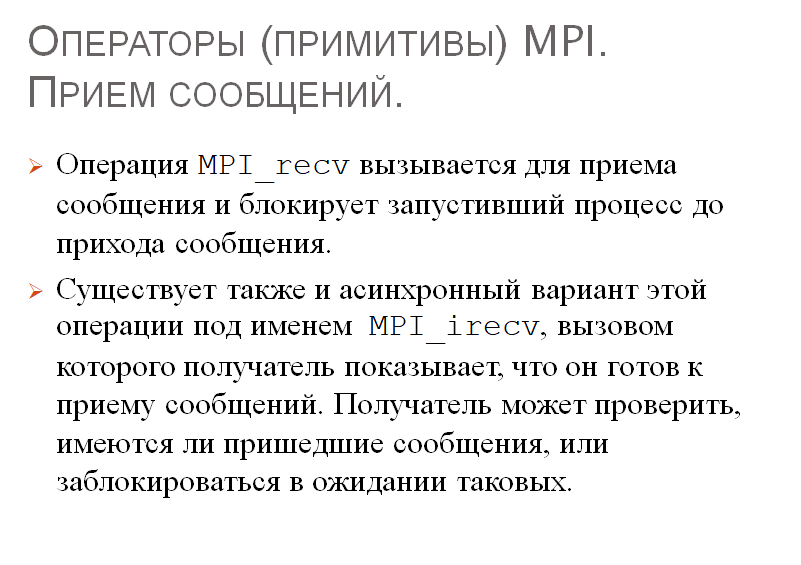 Операторы (примитивы) MPI.
Прием сообщений.
Операция MPI_recv вызывается для приема
сообщения и блокирует запустивший процесс до
прихода сообщения.
Существует также и асинхронный вариант этой
операции под именем MPI_irecv, вызовом
которого получатель показывает, что он готов к
приему сообщений. Получатель может проверить,
имеются ли пришедшие сообщения, или
заблокироваться в ожидании таковых.